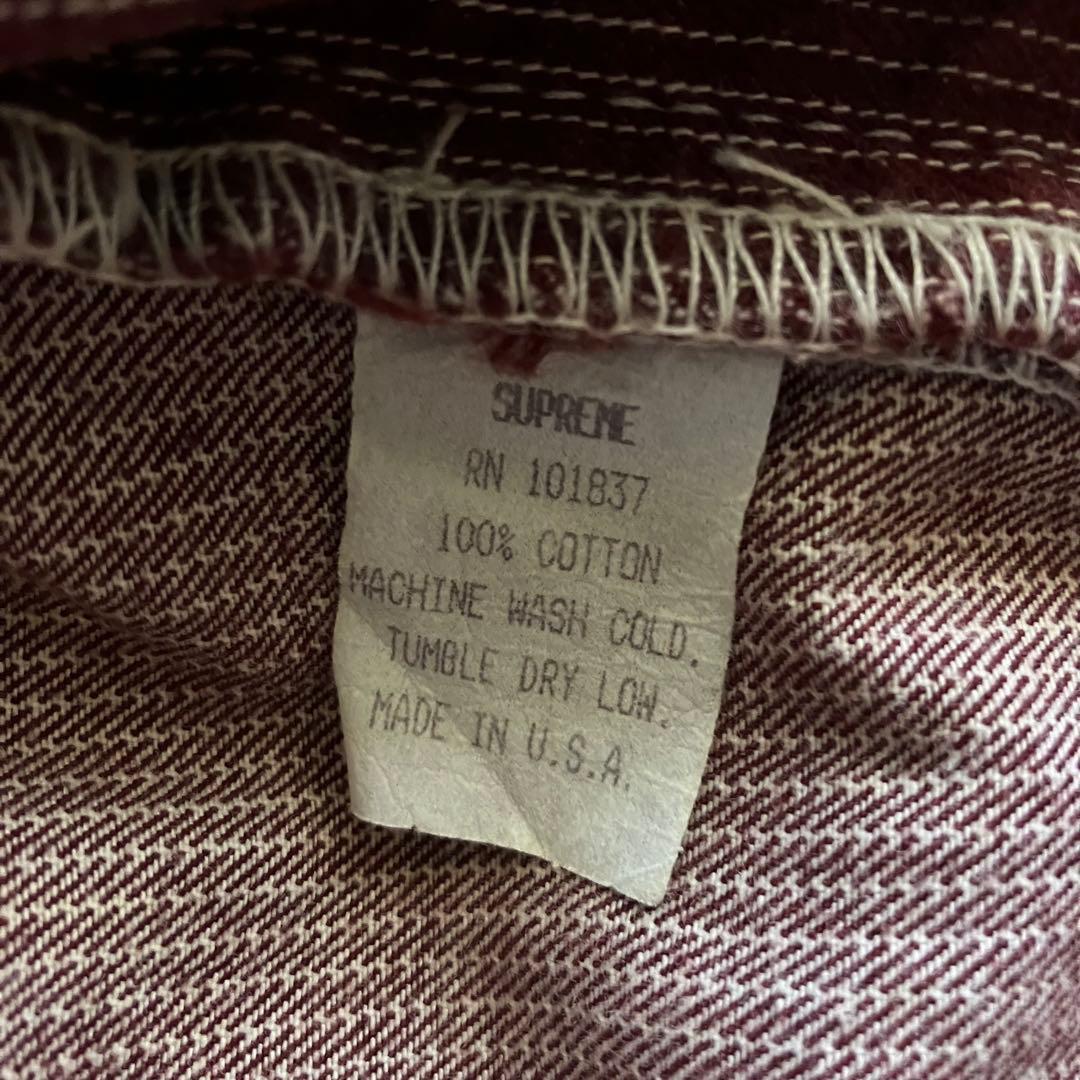 SUPREME
RN 101837
100% COTTON
MACHINE WASH COLD.
TUMBLE DRY LOW.
MADE IN U.S.A.